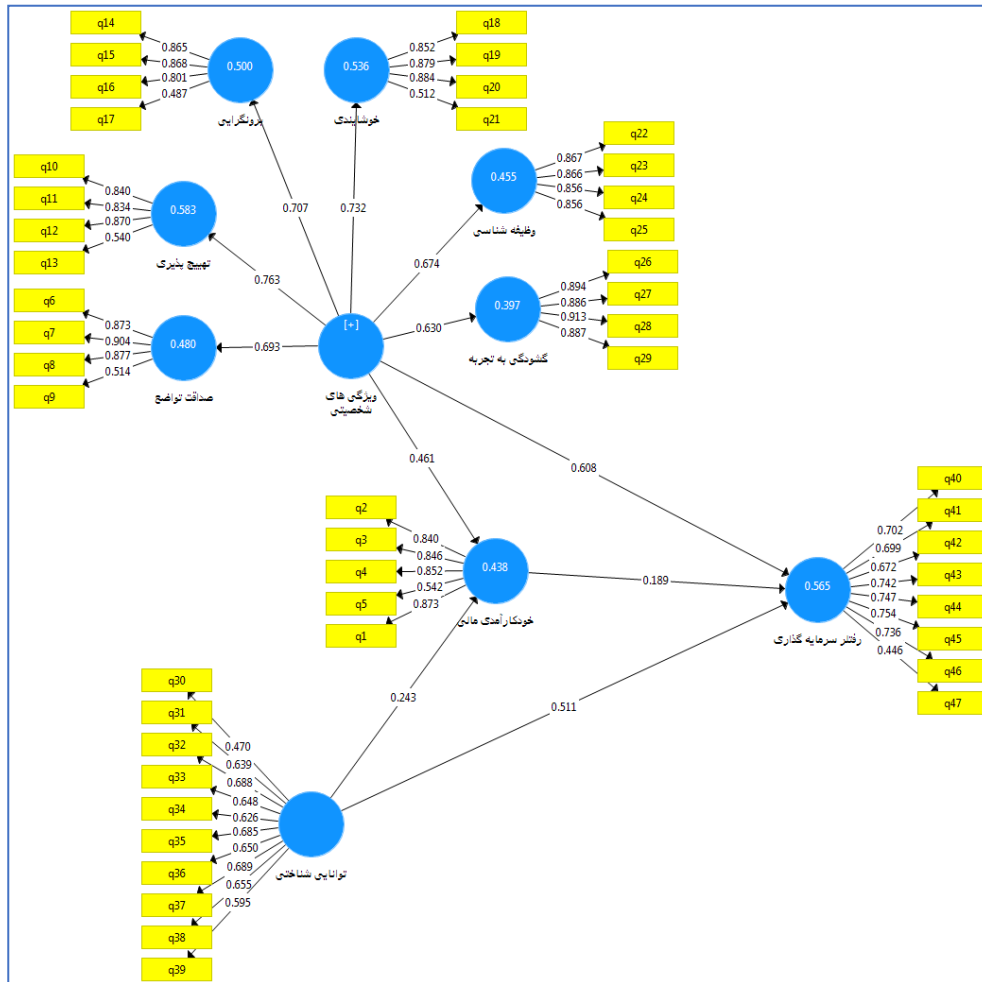 q14
q15
q16
q17
0.865
0.868
0.801
0.487
0.500
برونگرایی
q18
q19
q20
q21
0.852
0.879
0.884
0.512
0.536
خوشایندی
q22
q23
q24
q25
0.867
0.866
0.856
0.856
0.455
وظیفه شناسی
q10
q11
q12
q13
0.840
0.834
0.870
0.540
0.583
تهییج پذیری
q26
q27
q28
q29
0.894
0.886
0.913
0.887
0.397
گشودگی به تجربه
q6
q7
q8
q9
0.873
0.904
0.877
0.514
0.480
صداقت تواضع
0.707
0.732
0.674
0.763
0.630
0.693
[+]
ویژگی های
شخصیتی
0.461
0.608
q2
q3
q4
q5
q1
0.840
0.846
0.852
0.542
0.873
0.438
خودکارآمدی مالی
0.189
q40
q41
q42
q43
q44
q45
q46
q47
0.702
0.699
0.672
0.742
0.747
0.754
0.736
0.446
0.565
رفتنر سرمایه گذاری
0.243
0.511
q30
q31
q32
q33
q34
q35
q36
q37
q38
q39
0.470
0.639
0.688
0.648
0.626
0.685
0.650
0.689
0.655
0.595
توانایی شناختی